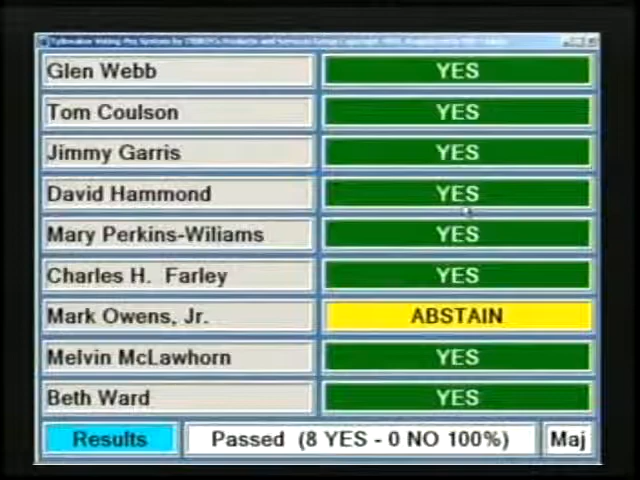 Glen Webb YES
Tom Coulson YES
Jimmy Garris YES
David Hammond YES
Mary Perkins-Wiliams YES
Charles H. Farley YES
Mark Owens, Jr. ABSTAIN
Melvin McLawhorn YES
Beth Ward YES
Results Passed (8 YES - 0 NO 100%) Maj